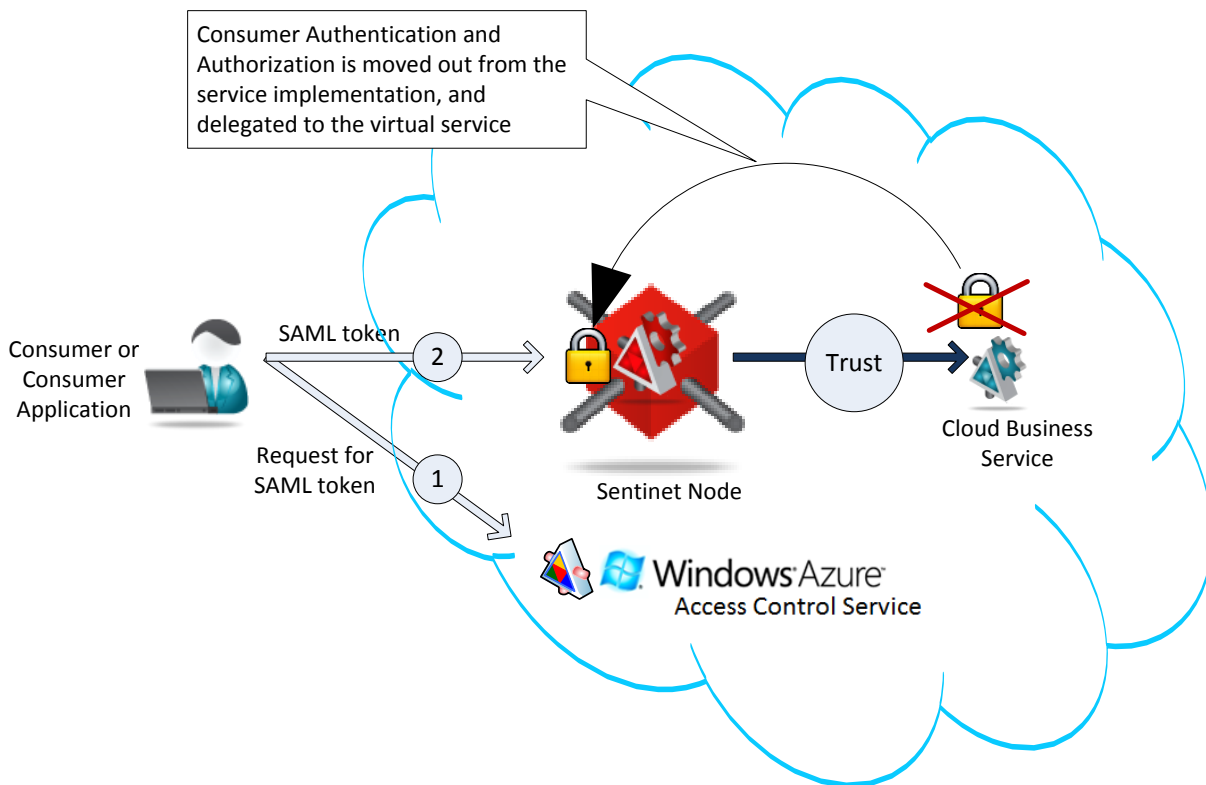 Consumer Authentication and
Authorization is moved out from the
service implementation, and
delegated to the virtual service
SAML token
2
Consumer or
Consumer
Application
Trust
Cloud Business
Service
Request for
SAML token
1
Sentinet Node
Windows Azure™
Access Control Service